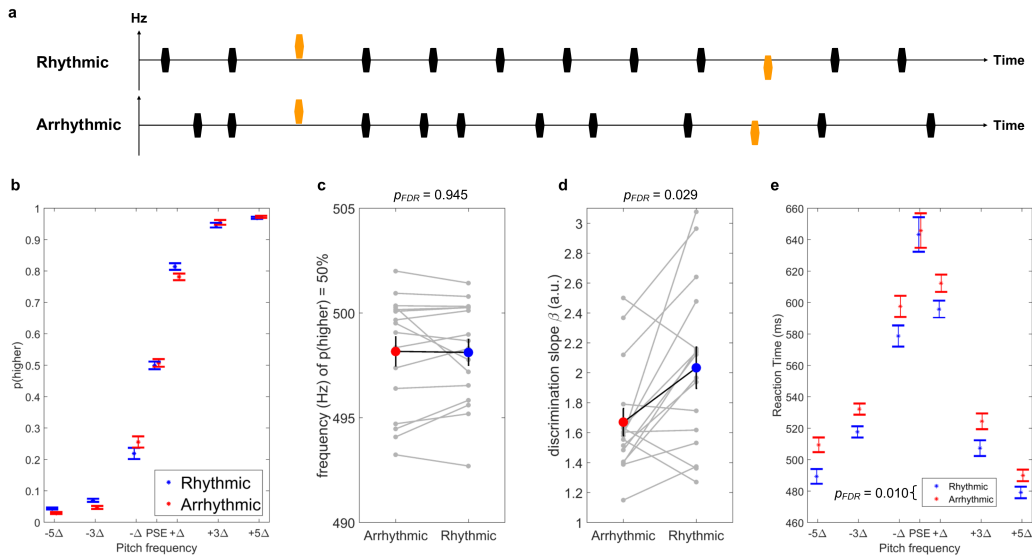 a
Hz
Rhythmic
Time
Arrhythmic
Time
b
p(higher)
1
0.9
0.8
0.7
0.6
0.5
0.4
0.3
0.2
0.1
0
-5Δ
-3Δ
-Δ
PSE
+Δ
+3Δ
+5Δ
Pitch frequency
Rhythmic
Arrhythmic
c
pFDR = 0.945
frequency (Hz) of p(higher) = 50%
505
500
495
490
Arrhythmic
Rhythmic
d
pFDR = 0.029
discrimination slope β (a.u.)
3
2.8
2.6
2.4
2.2
2
1.8
1.6
1.4
1.2
1
Arrhythmic
Rhythmic
e
Reaction Time (ms)
660
640
620
600
580
560
540
520
500
480
460
-5Δ
-3Δ
-Δ
PSE
+Δ
+3Δ
+5Δ
Pitch frequency
pFDR = 0.010
Rhythmic
Arrhythmic